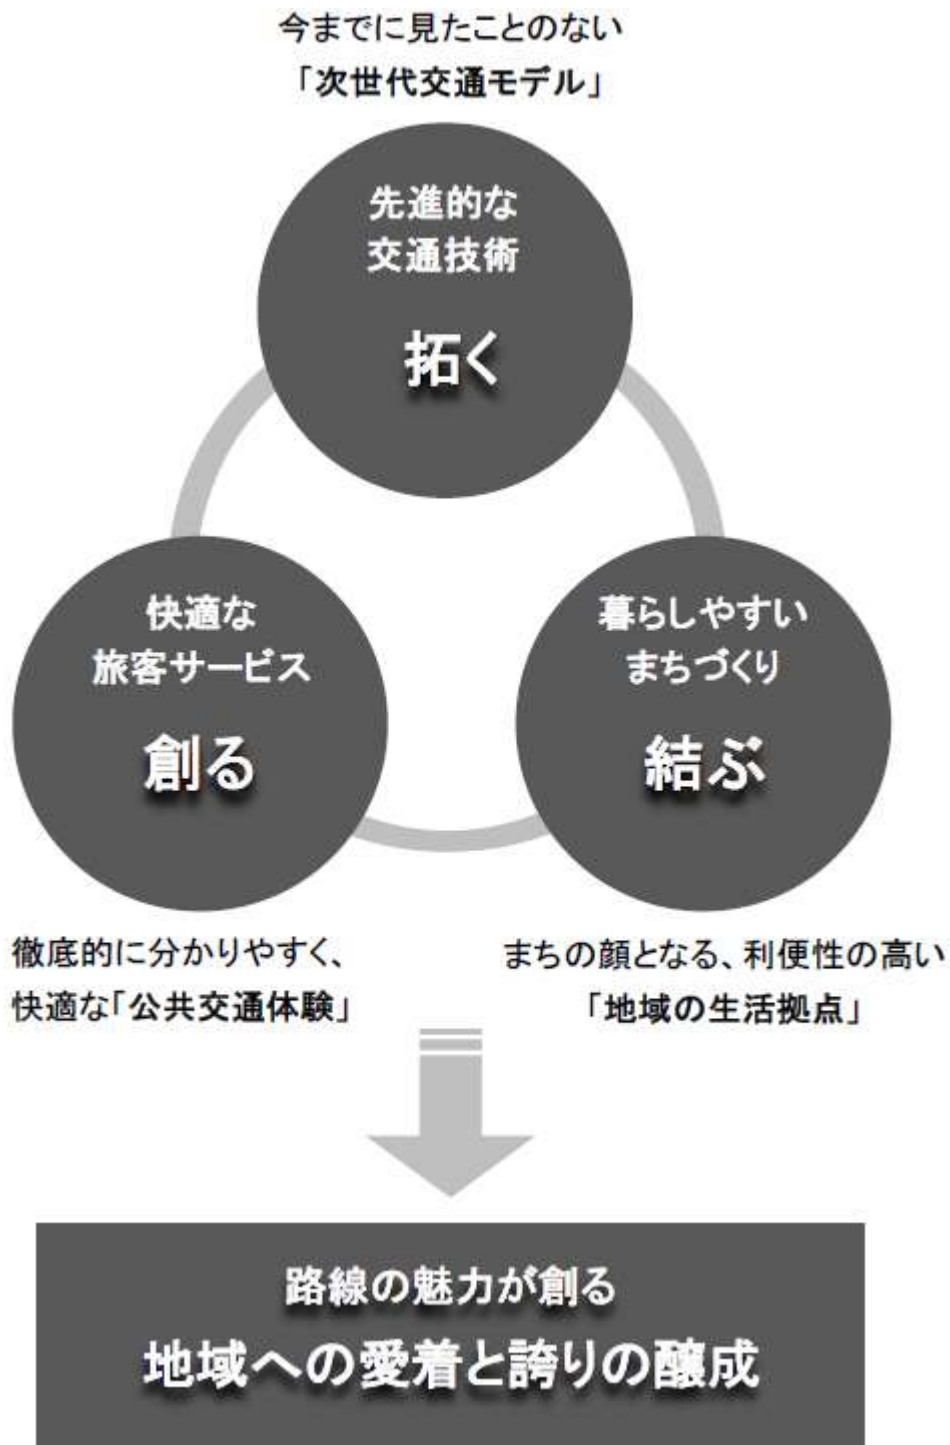 今までに見たことのない
「次世代交通モデル」
先進的な
交通技術
拓く
快適な
旅客サービス
創る
暮らしやすい
まちづくり
結ぶ
徹底的に分かりやすく、
快適な「公共交通体験」
まちの顔となる、利便性の高い
「地域の生活拠点」
路線の魅力が創る
地域への愛着と誇りの醸成